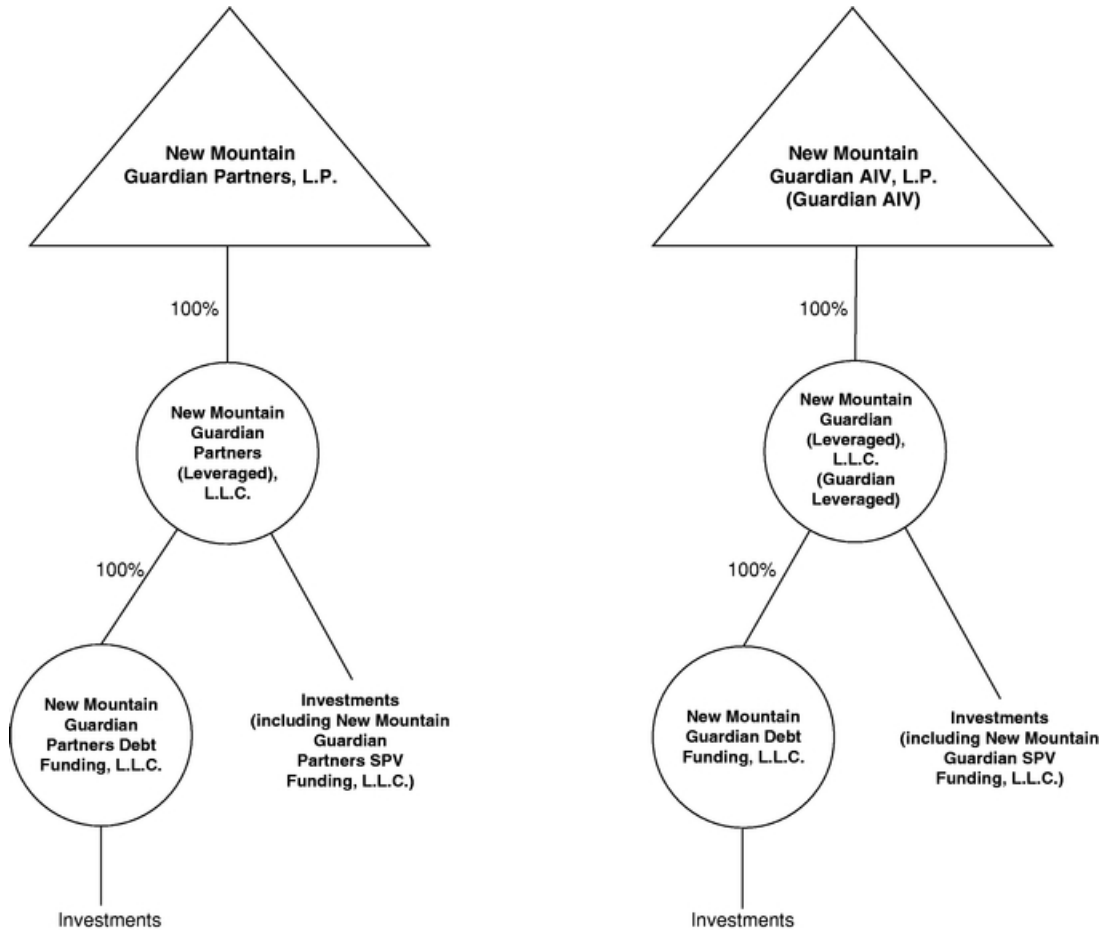 New Mountain
Guardian Partners, L.P.
New Mountain
Guardian AIV, L.P.
(Guardian AIV)
100%
100%
New Mountain
Guardian
Partners
(Leveraged),
L.L.C.
New Mountain
Guardian
(Leveraged),
L.L.C.
(Guardian
Leveraged)
100%
100%
New Mountain
Guardian
Partners Debt
Funding, L.L.C.
Investments
(including New Mountain
Guardian
Partners SPV
Funding, L.L.C.)
New Mountain
Guardian Debt
Funding, L.L.C.
Investments
(including New Mountain
Guardian SPV
Funding, L.L.C.)
Investments
Investments